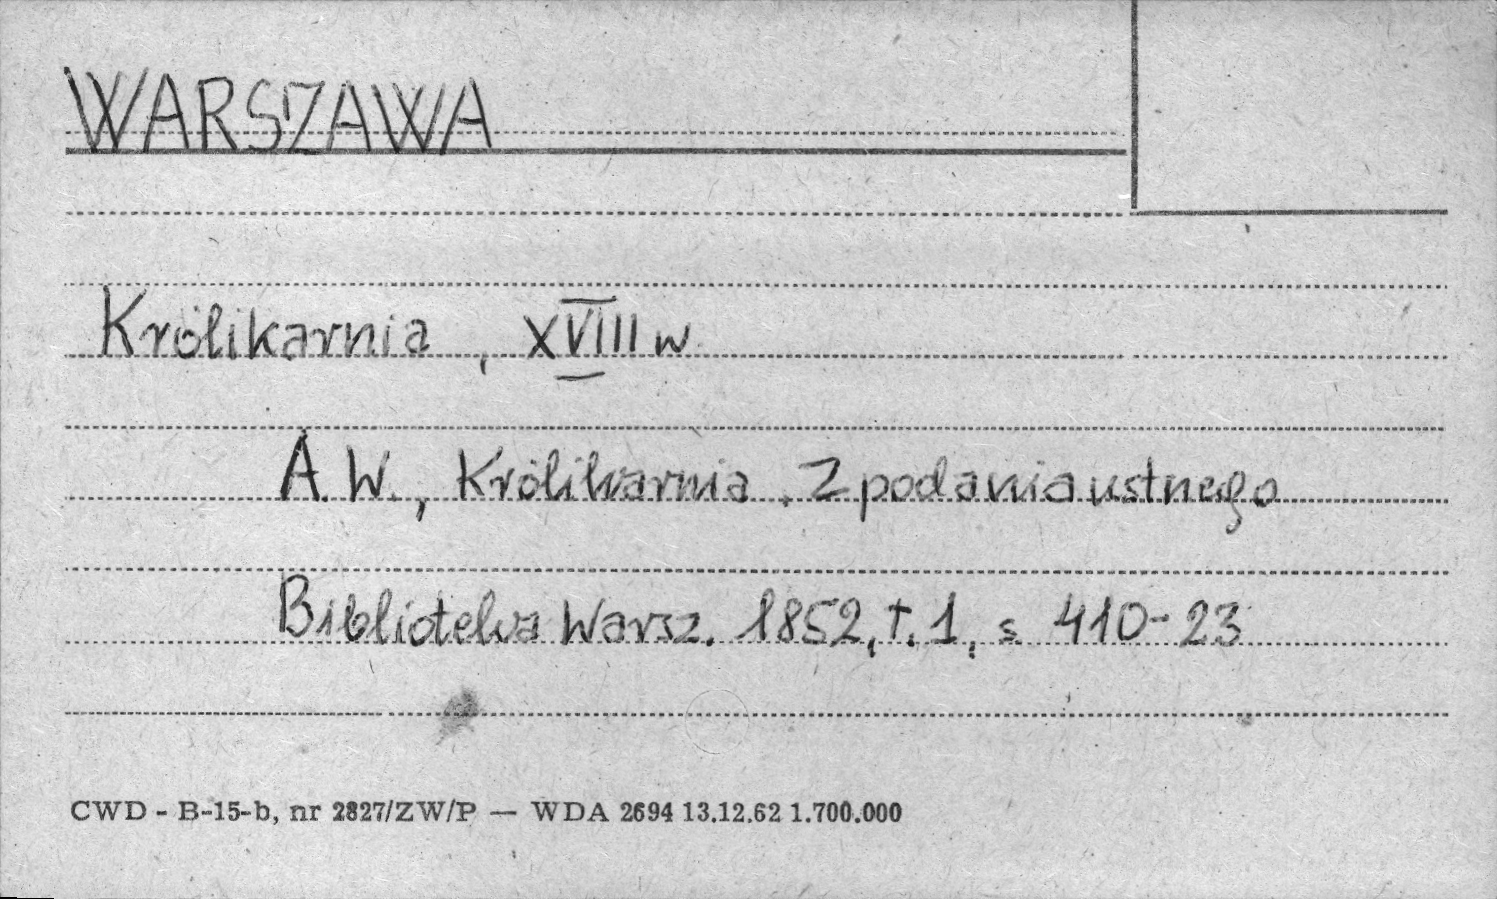 WARSZAWA
Królikarnia, XVIII w.
A. W., Królikarnia. Z podania ustnego
Biblioteka Warsz. 1852, t. 1, s 410-23
CWD - B-15-b, nr 2827/ZW/P — WDA 2694 13.12.62 1.700.000